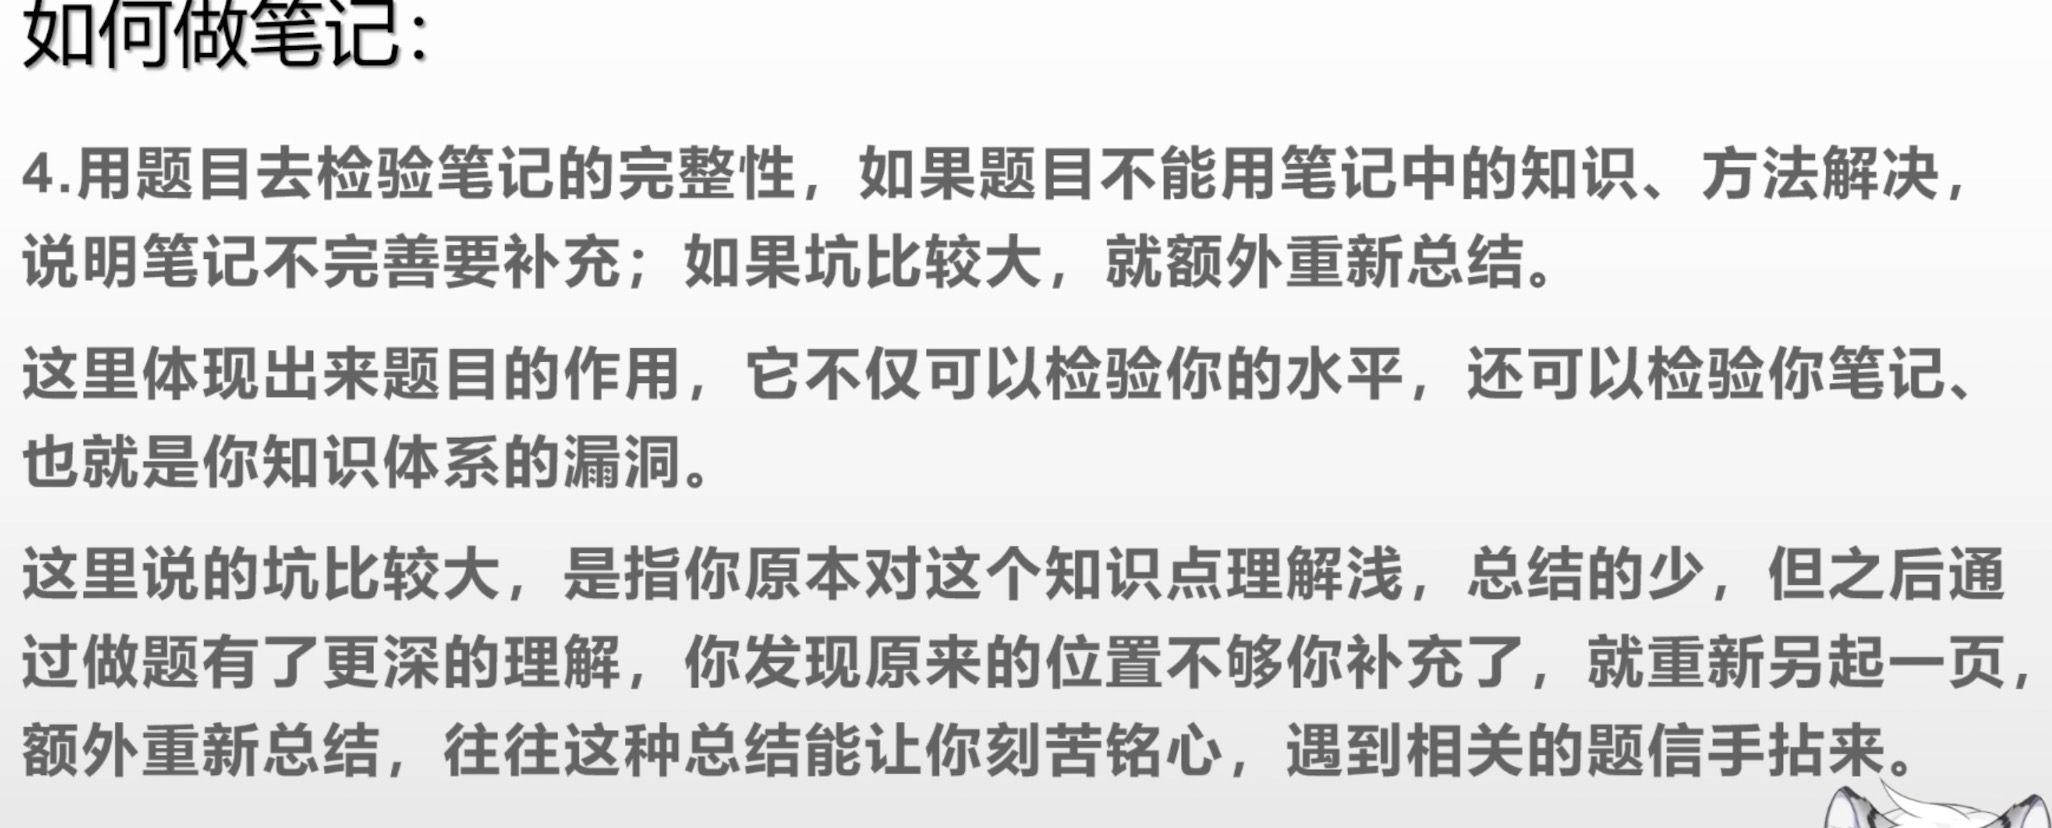 如何做笔记：
4.用题目去检验笔记的完整性，如果题目不能用笔记中的知识、方法解决，
说明笔记不完善要补充；如果坑比较大，就额外重新总结。
这里体现出来题目的作用，它不仅可以检验你的水平，还可以检验你笔记、
也就是你知识体系的漏洞。
这里说的坑比较大，是指你原本对这个知识点理解浅，总结的少，但之后通
过做题有了更深的理解，你发现原来的位置不够你补充了，就重新另起一页，
额外重新总结，往往这种总结能让你刻苦铭心，遇到相关的题信手拈来。